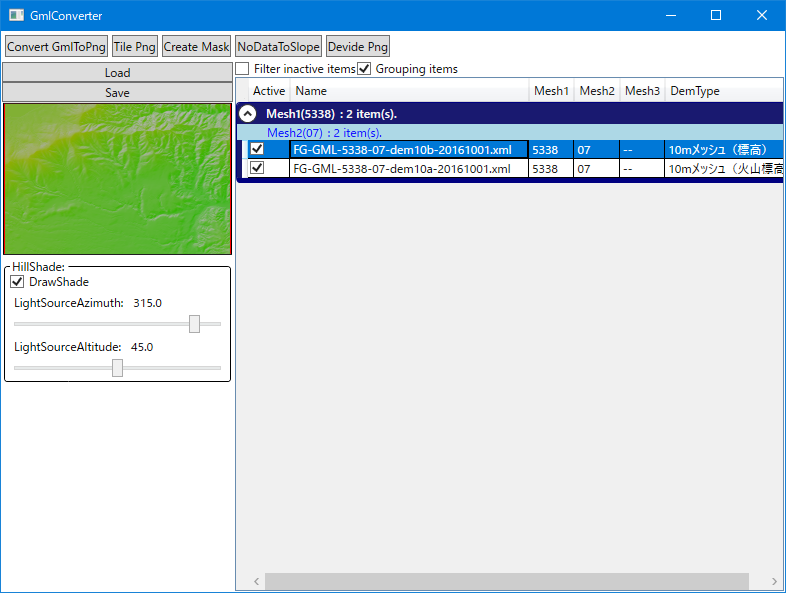 GmlConverter
Convert GmlToPng Tile Png Create Mask NoDataToSlope Devide Png
Load
Save
Filter inactive items Grouping items
Active Name Mesh1 Mesh2 Mesh3 DemType
Mesh1(5338) : 2 item(s).
Mesh2(07) : 2 item(s).
FG-GML-5338-07-dem10b-20161001.xml 5338 07 -- 10mメッシュ（標高）
FG-GML-5338-07-dem10a-20161001.xml 5338 07 -- 10mメッシュ（火山標高
HillShade:
DrawShade
LightSourceAzimuth: 315.0
LightSourceAltitude: 45.0